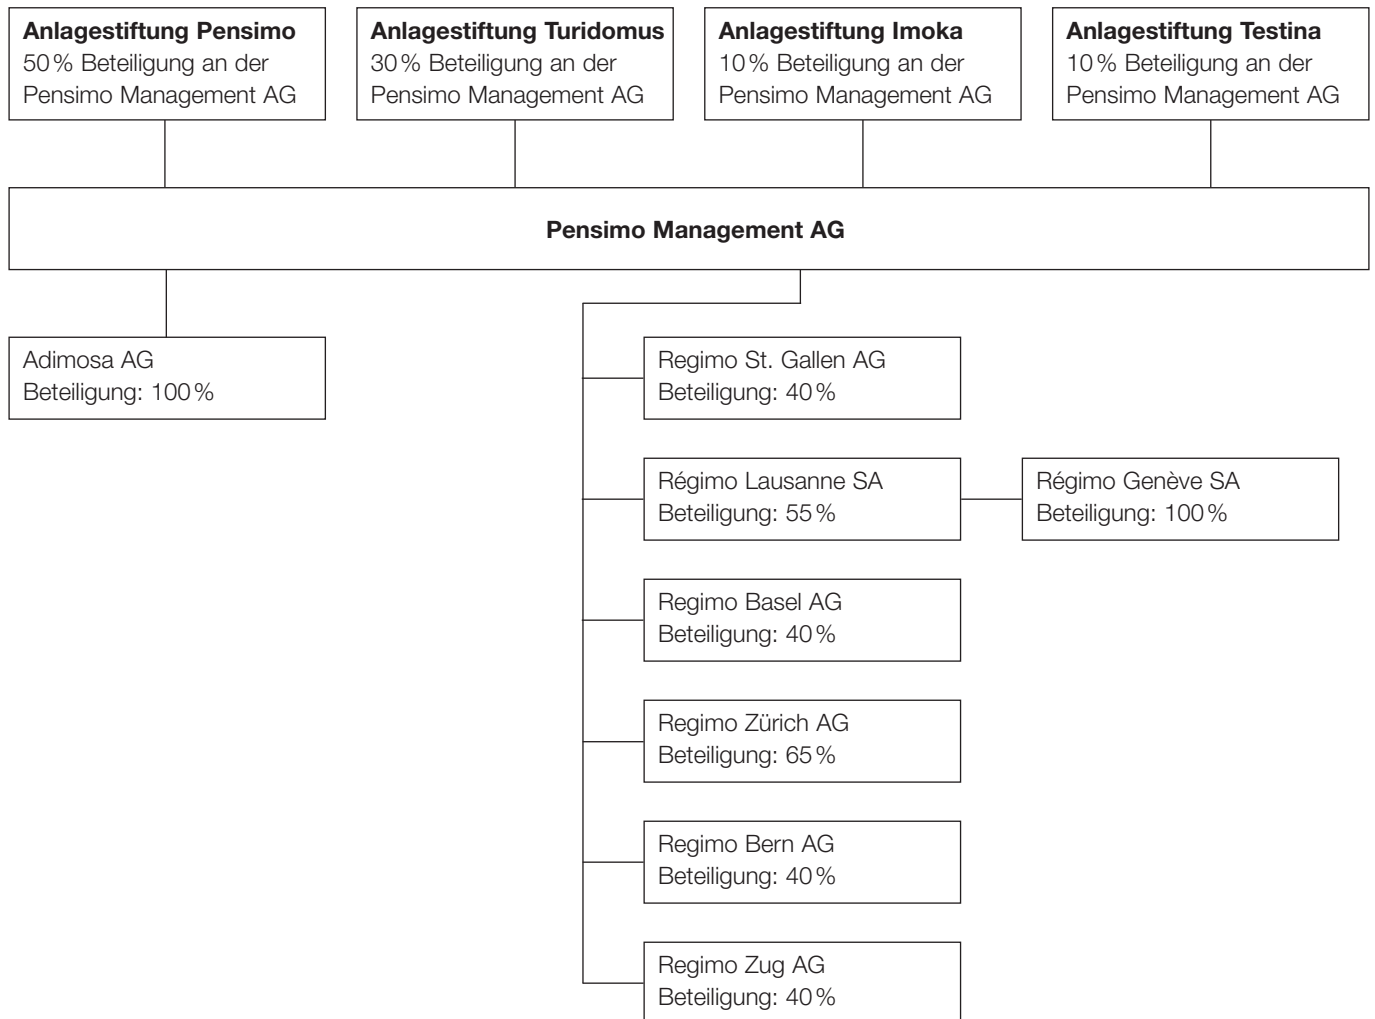 Anlagestiftung Pensimo
50% Beteiligung an der
Pensimo Management AG
Anlagestiftung Turidomus
30% Beteiligung an der
Pensimo Management AG
Anlagestiftung Imoka
10% Beteiligung an der
Pensimo Management AG
Anlagestiftung Testina
10% Beteiligung an der
Pensimo Management AG
Pensimo Management AG
Adimosa AG
Beteiligung: 100%
Regimo St. Gallen AG
Beteiligung: 40%
Régimo Lausanne SA
Beteiligung: 55%
Régimo Genève SA
Beteiligung: 100%
Regimo Basel AG
Beteiligung: 40%
Regimo Zürich AG
Beteiligung: 65%
Regimo Bern AG
Beteiligung: 40%
Regimo Zug AG
Beteiligung: 40%